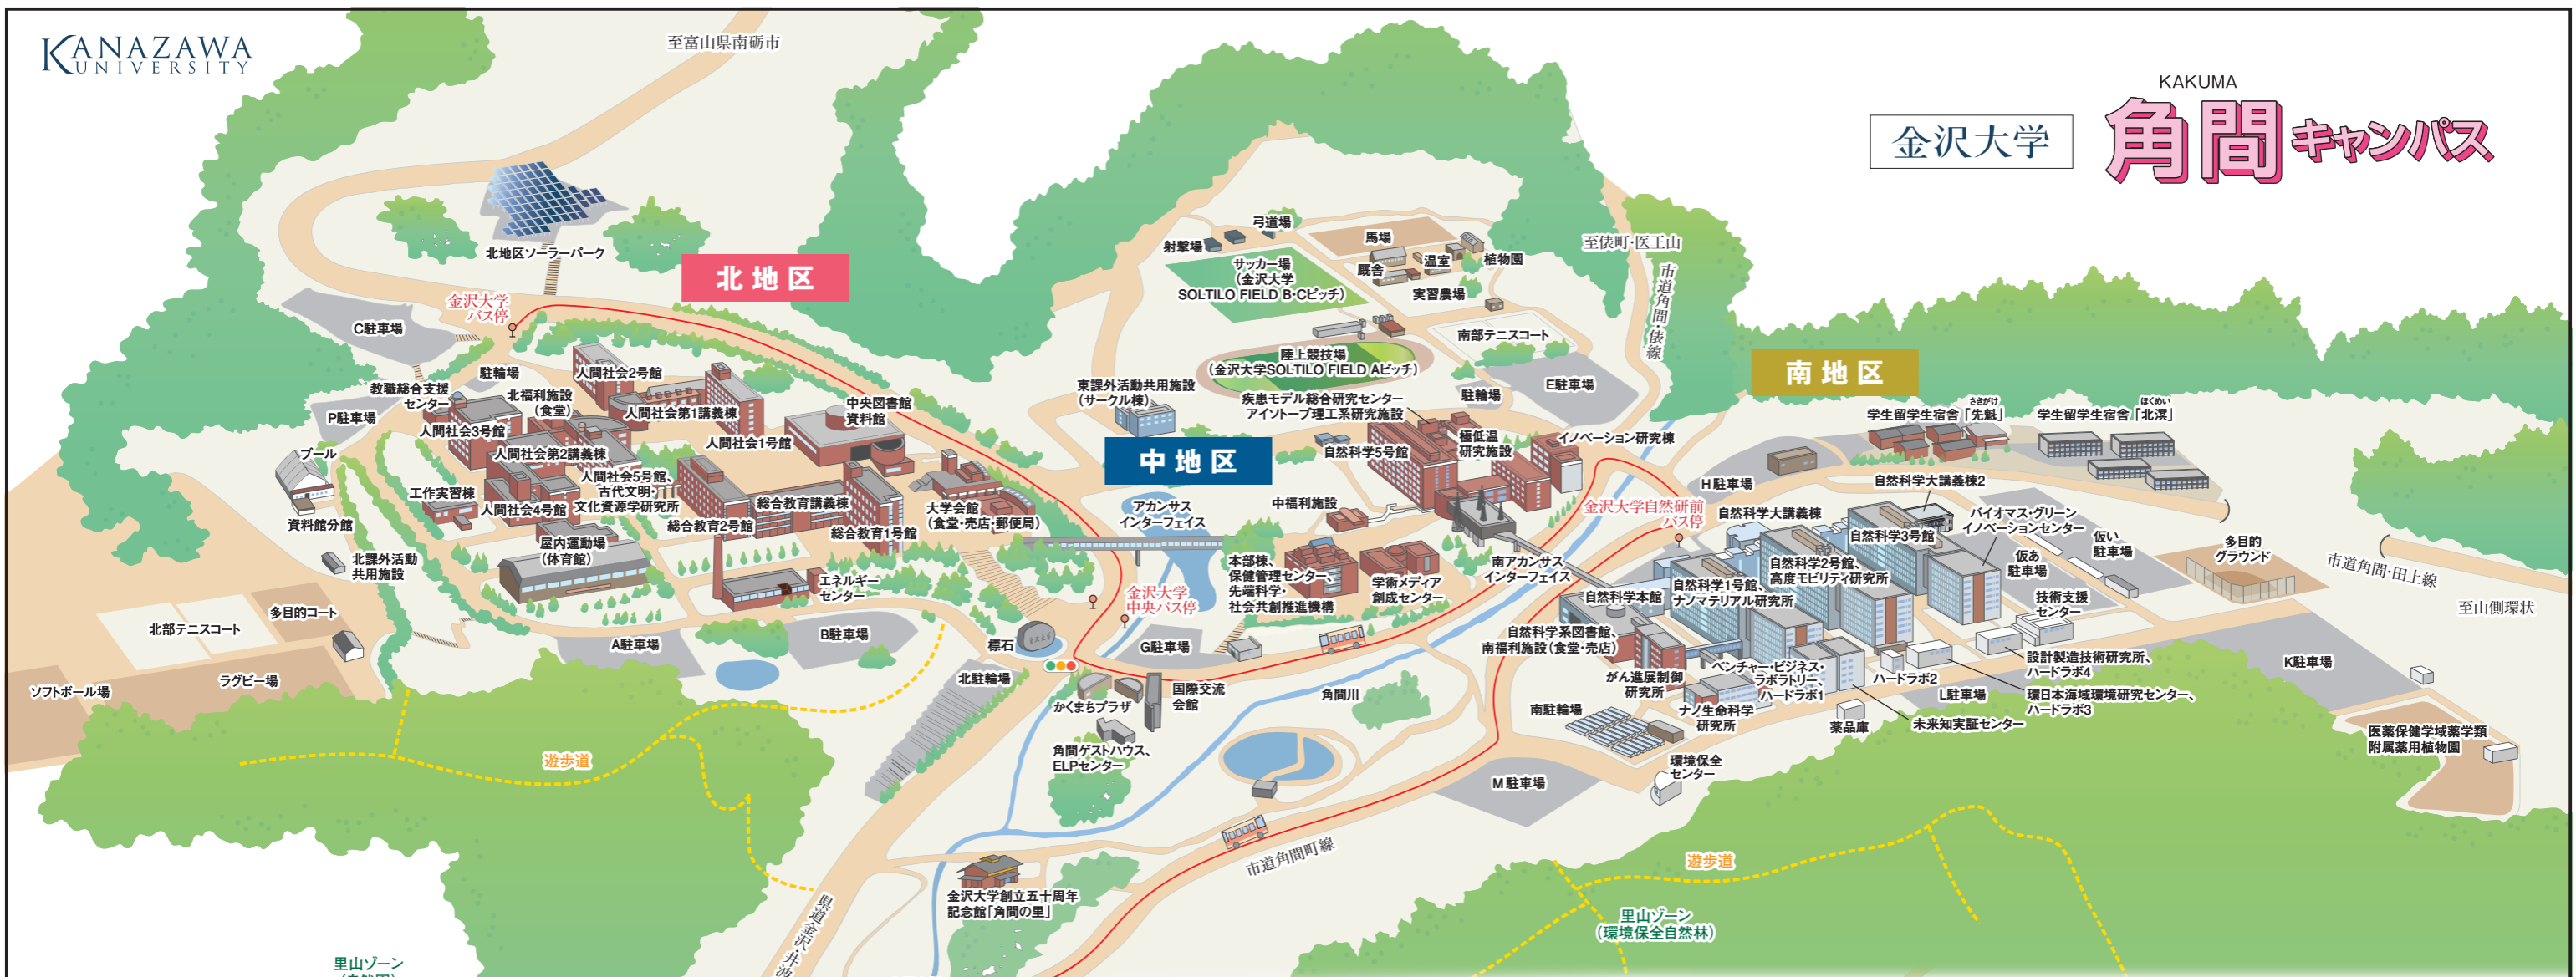 KANAZAWA
UNIVERSITY
至富山県南砺市
KAKUMA
金沢大学
角間キャンパス
北地区ソーラーパーク
北地区
金沢大学
バス停
C駐車場
駐輪場
教職総合支援
センター
P駐車場
北福利施設
(食堂)
人間社会2号館
人間社会第1講義棟
人間社会3号館
人間社会1号館
中央図書館
資料館
人間社会第2講義棟
プール
工作実習棟
人間社会4号館
人間社会5号館、
古代文明・
文化資源学研究所
総合教育2号館
総合教育講義棟
総合教育1号館
大学会館
(食堂・売店・郵便局)
資料館分館
北課外活動
共用施設
屋内運動場
(体育館)
エネルギー
センター
多目的コート
北部テニスコート
ソフトボール場
ラグビー場
A駐車場
B駐車場
標石
北駐輪場
遊歩道
弓道場
射撃場
馬場
サッカー場
(金沢大学
SOLTILO FIELD B・Cピッチ)
厩舎
温室
植物園
実習農場
南部テニスコート
陸上競技場
(金沢大学SOLTILO FIELD Aピッチ)
至俵町・医王山
市道角間・俵線
東課外活動共用施設
(サークル棟)
疾患モデル総合研究センター
アイソトープ理工系研究施設
駐輪場
E駐車場
中地区
自然科学5号館
極低温
研究施設
イノベーション研究棟
アカンサス
インターフェイス
中福利施設
金沢大学自然研前
バス停
本部棟、
保健管理センター、
先端科学・
社会共創推進機構
学術メディア
創成センター
南アカンサス
インターフェイス
金沢大学
中央バス停
G駐車場
国際交流
会館
かくまちプラザ
角間ゲストハウス、
ELPセンター
角間川
南地区
さきがけ
学生留学生宿舎「先魁」
ほくめい
学生留学生宿舎「北溟」
H駐車場
自然科学大講義棟2
自然科学大講義棟
バイオマス・グリーン
イノベーションセンター
自然科学3号館
仮い
駐車場
仮あ
駐車場
多目的
グラウンド
市道角間・田上線
至山側環状
自然科学2号館、
高度モビリティ研究所
自然科学1号館、
ナノマテリアル研究所
自然科学本館
技術支援
センター
自然科学系図書館、
南福利施設(食堂・売店)
がん進展制御
研究所
ベンチャー・ビジネス・
ラボラトリー、
ハードラボ1
ハードラボ2
設計製造技術研究所、
ハードラボ4
環日本海域環境研究センター、
ハードラボ3
L駐車場
K駐車場
南駐輪場
ナノ生命科学
研究所
薬品庫
未来知実証センター
医薬保健学域薬学類
附属薬用植物園
環境保全
センター
M駐車場
市道角間町線
遊歩道
金沢大学創立五十周年
記念館「角間の里」
県道金沢・井波
里山ゾーン
(環境保全自然林)
里山ゾーン